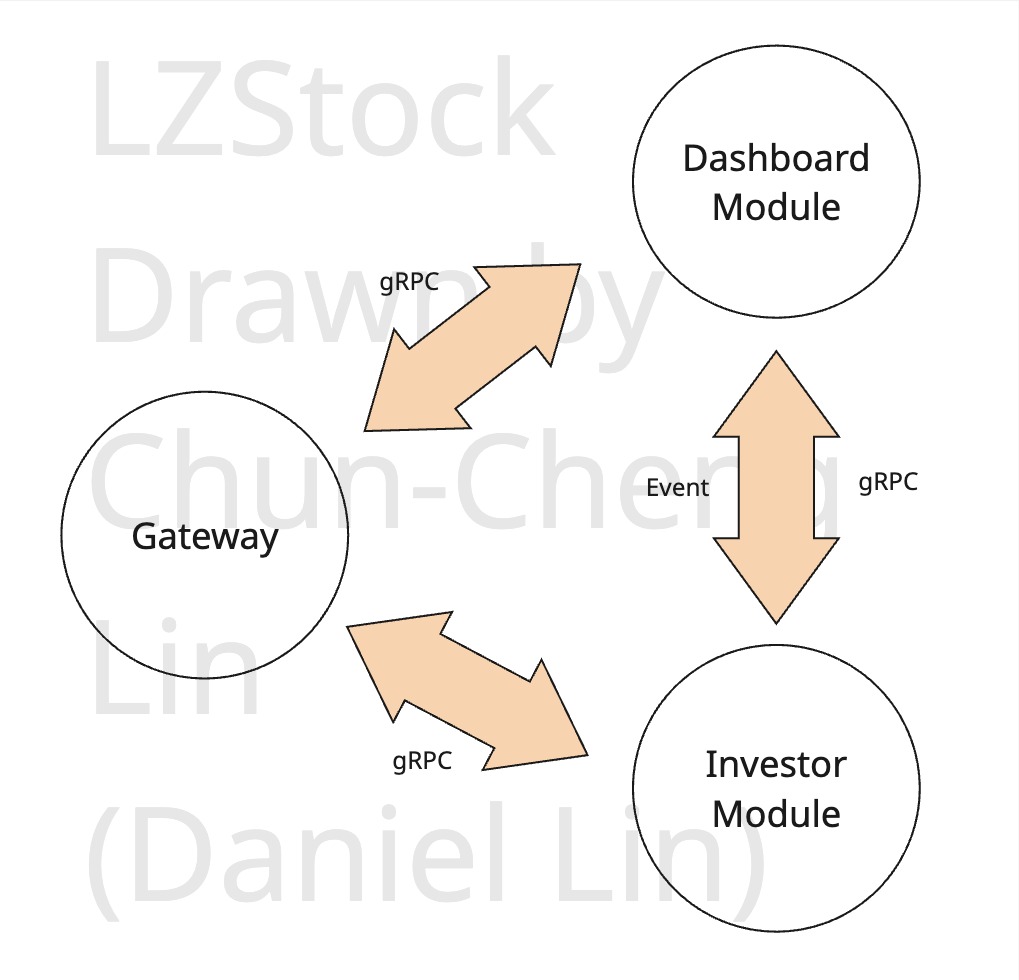 LZStock
Drawn by
Chun-Cheng
Lin
(Daniel Lin)
Dashboard
Module
gRPC
Gateway
Event
gRPC
gRPC
Investor
Module